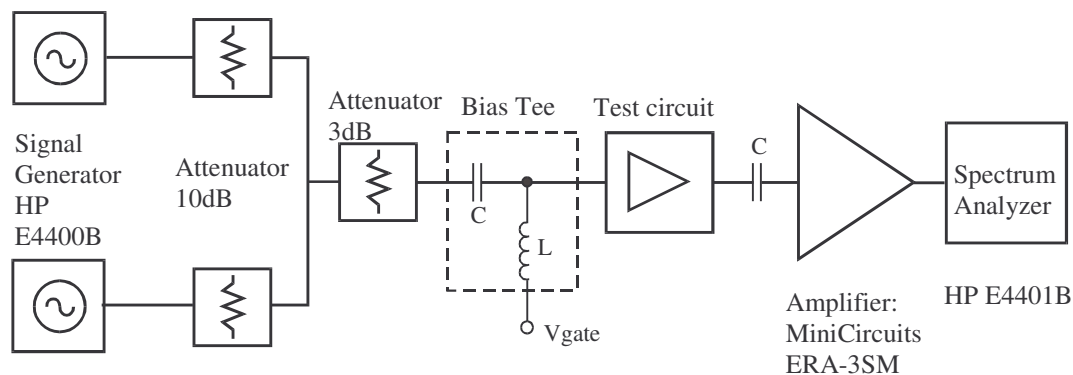 Signal
Generator
HP
E4400B
Attenuator
10dB
Attenuator
3dB
Bias Tee
C
L
Vgate
Test circuit
C
Amplifier:
MiniCircuits
ERA-3SM
Spectrum
Analyzer
HP E4401B